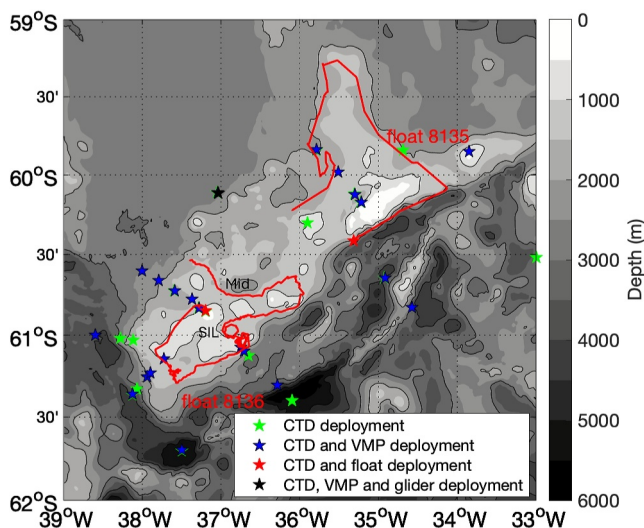 59°S
30'
60°S
30'
61°S
30'
62°S
39°W 38°W 37°W 36°W 35°W 34°W 33°W
float 8135
Mid
SIL
float 8136
CTD deployment
CTD and VMP deployment
CTD and float deployment
CTD, VMP and glider deployment
0
1000
2000
3000
4000
5000
6000
Depth (m)